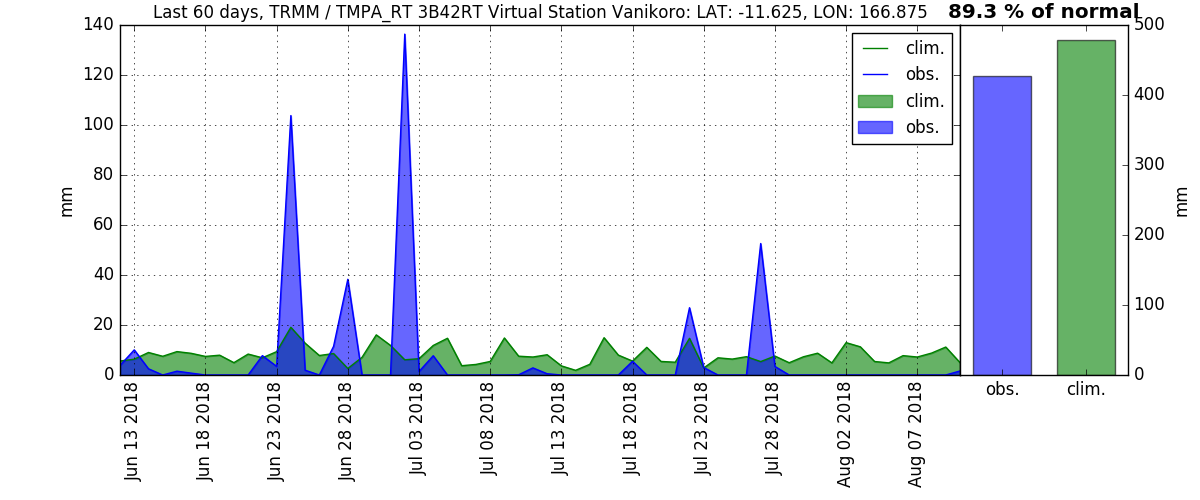 Last 60 days, TRMM / TMPA_RT 3B42RT Virtual Station Vanikoro: LAT: -11.625, LON: 166.875
89.3 % of normal
140
120
100
80
60
40
20
0
mm
clim.
obs.
clim.
obs.
Jun 13 2018
Jun 18 2018
Jun 23 2018
Jun 28 2018
Jul 03 2018
Jul 08 2018
Jul 13 2018
Jul 18 2018
Jul 23 2018
Jul 28 2018
Aug 02 2018
Aug 07 2018
500
400
300
200
100
0
mm
obs.
clim.